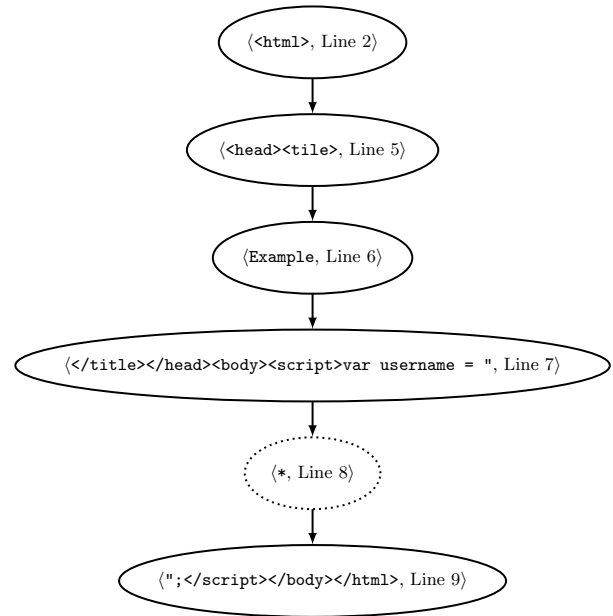 ⟨<html>, Line 2⟩
⟨<head><tile>, Line 5⟩
⟨Example, Line 6⟩
⟨</title></head><body><script>var username = ", Line 7⟩
⟨*, Line 8⟩
⟨";</script></body></html>, Line 9⟩